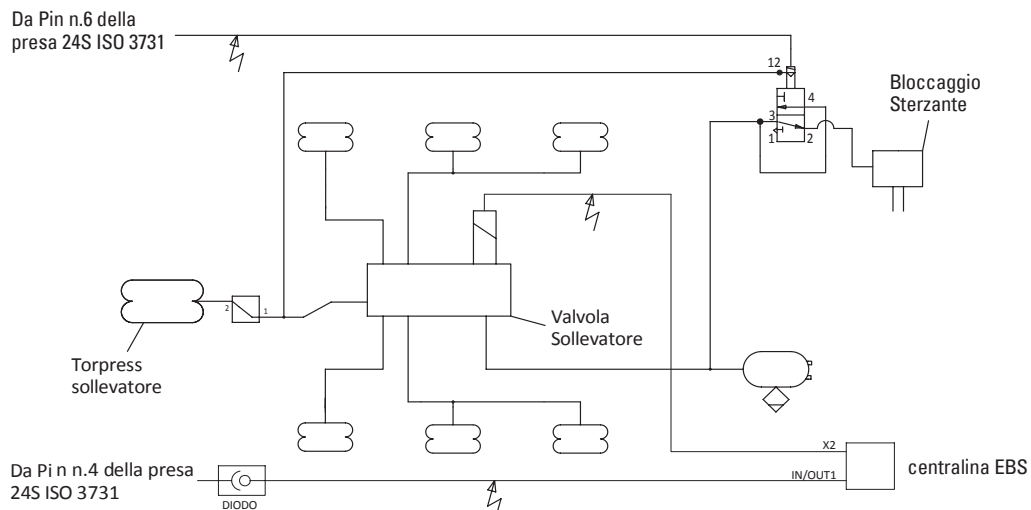 Da Pin n.6 della
presa 24S ISO 3731
12
4
3
1
2
Bloccaggio
Sterzante
2
1
Torpress
sollevatore
Valvola
Sollevatore
Da Pi n n.4 della presa
24S ISO 3731
DIODO
X2
IN/OUT1
centralina EBS